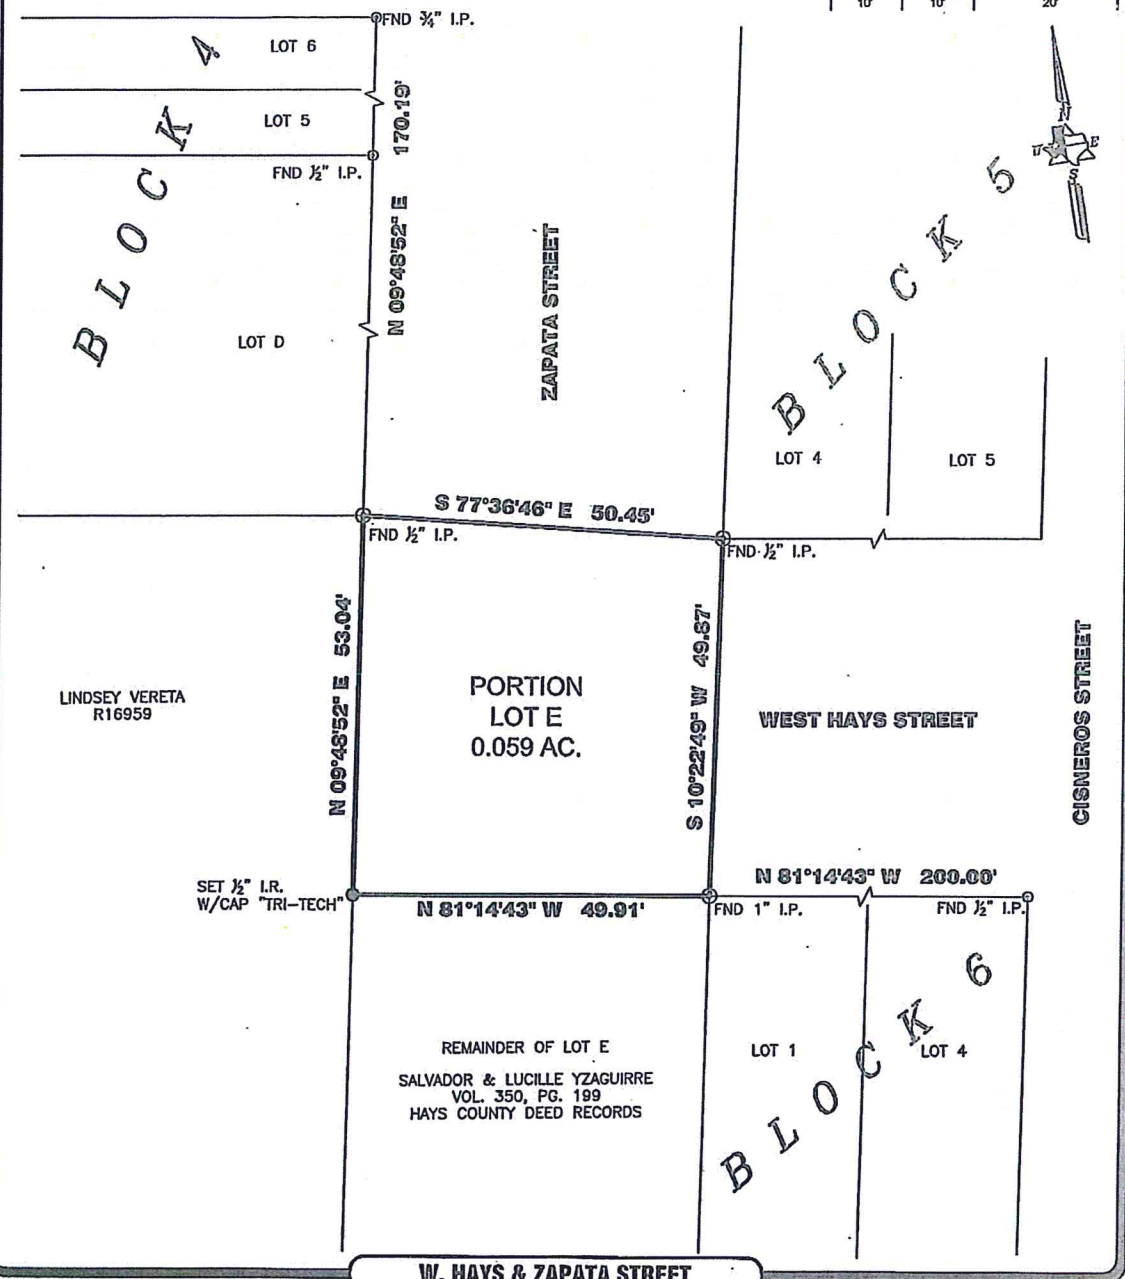 10' 10' 20'
FND ¾" I.P.
LOT 6
BLOCK 4
LOT 5
N 09°48'52" E 170.19'
FND ½" I.P.
N
E
S
LOT D
ZAPATA STREET
BLOCK 5
LOT 4
LOT 5
S 77°36'46" E 50.45'
FND ½" I.P.
FND ½" I.P.
N 09°48'52" E 53.04'
PORTION
LOT E
0.059 AC.
S 10°22'49" W 49.87'
LINDSEY VERETA
R16959
WEST HAYS STREET
CISNEROS STREET
SET ½" I.R.
W/CAP "TRI-TECH"
N 81°14'43" W 49.91'
N 81°14'43" W 200.00'
FND 1" I.P.
FND ½" I.P.
REMAINDER OF LOT E
SALVADOR & LUCILLE YZAGUIRRE
VOL. 350, PG. 199
HAYS COUNTY DEED RECORDS
LOT 1
LOT 4
BLOCK 6
W. HAYS & ZAPATA STREET